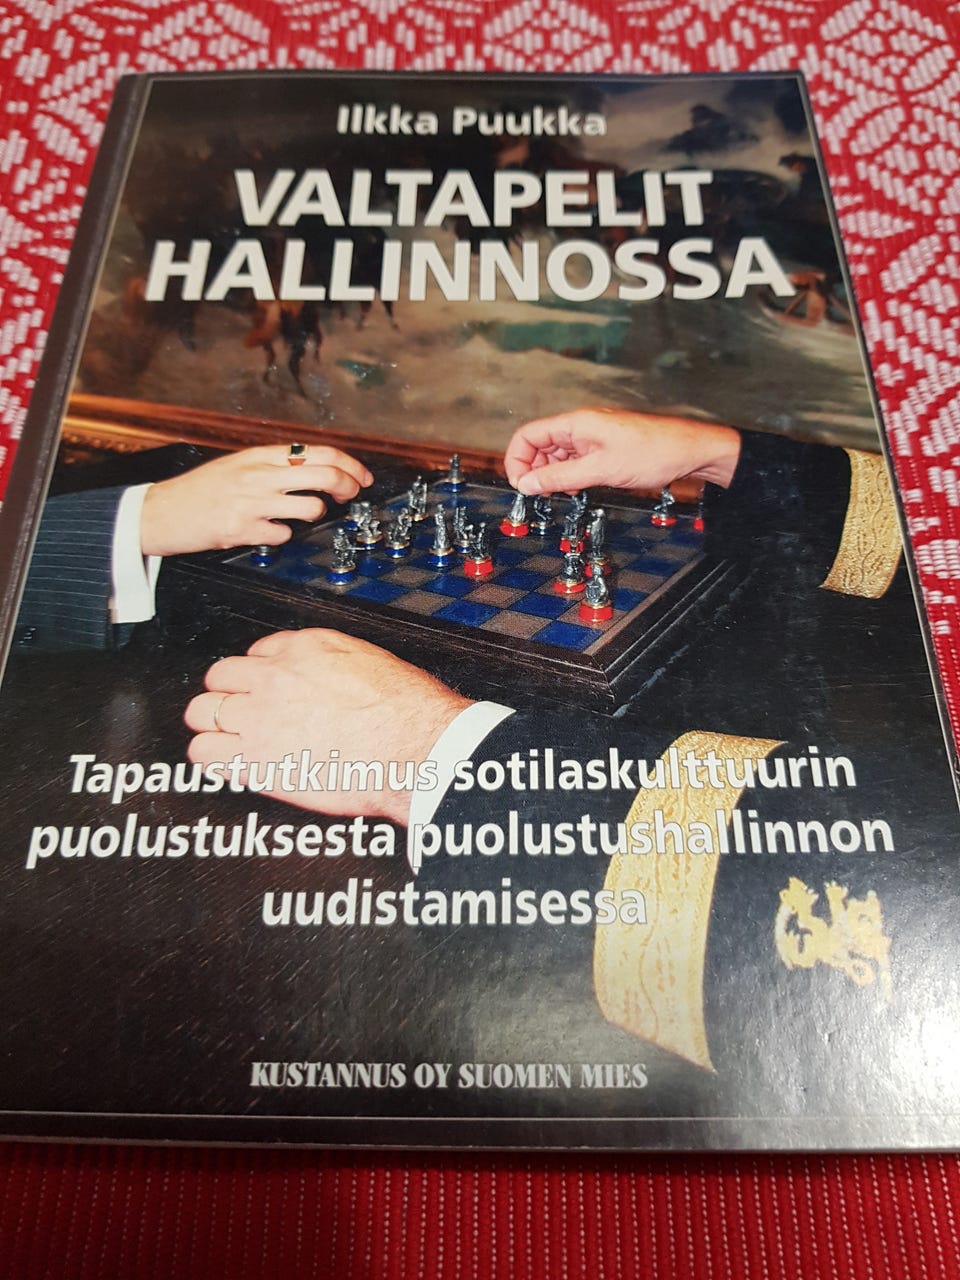 Ilkka Puukka
VALTAPELIT
HALLINNOSSA
Tapaustutkimus sotilaskulttuurin
puolustuksesta puolustushallinnon
uudistamisessa
KUSTANNUS OY SUOMEN MIES